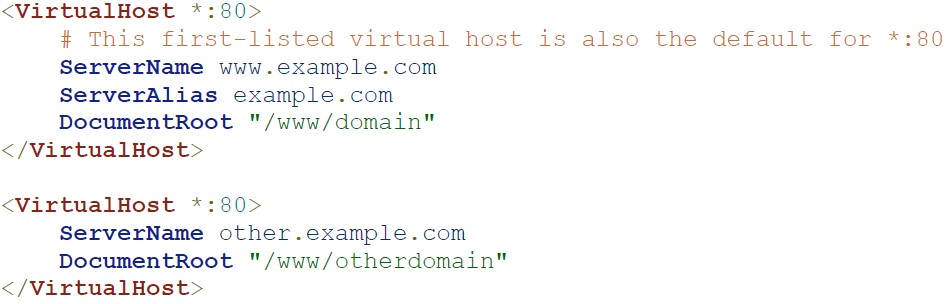 <VirtualHost *:80>
    # This first-listed virtual host is also the default for *:80
    ServerName www.example.com
    ServerAlias example.com
    DocumentRoot "/www/domain"
</VirtualHost>

<VirtualHost *:80>
    ServerName other.example.com
    DocumentRoot "/www/otherdomain"
</VirtualHost>